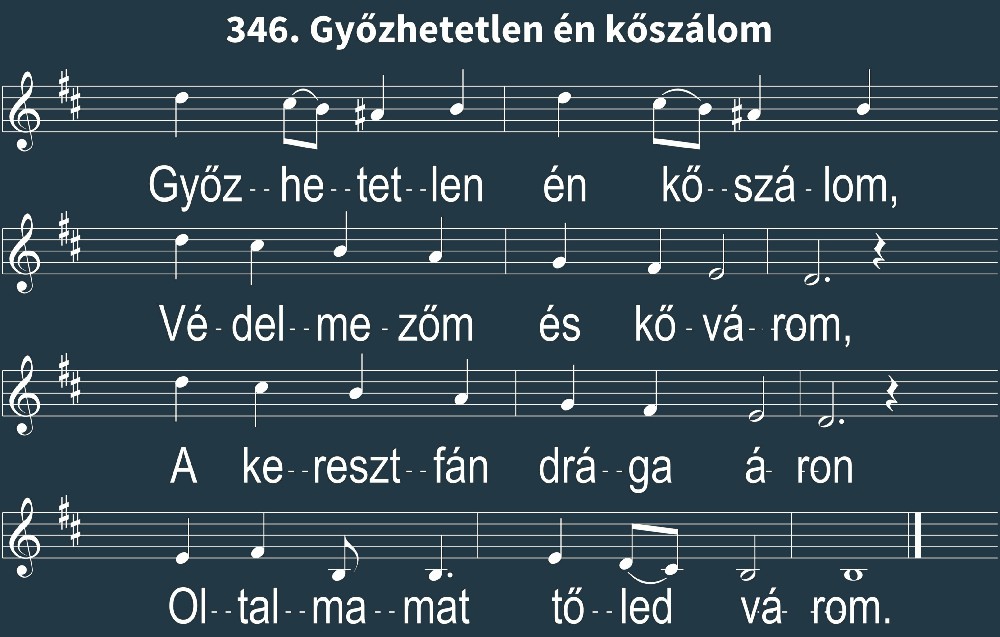 346. Győzhetetlen én kőszálom
Győz - - he - - tet - - len én kő - - szá - lom,
Vé - del - - me - zőm és kő - vá - rom,
A ke - - reszt - - fán drá - - ga á - ron
Ol - - tal - - ma - - mat tő - - led vá - rom.